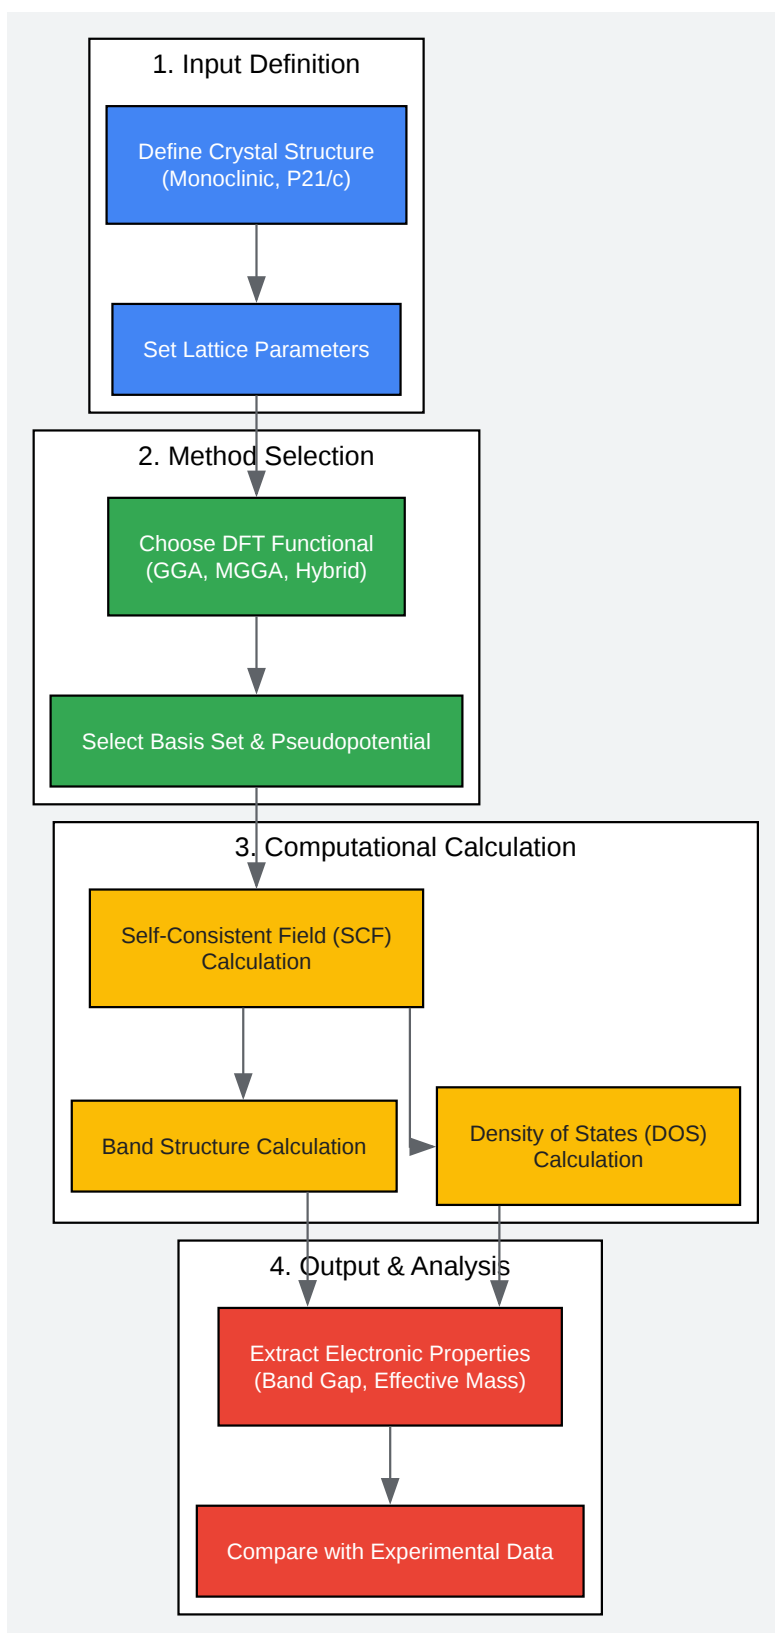 1. Input Definition
Define Crystal Structure
(Monoclinic, P21/c)
Set Lattice Parameters
2. Method Selection
Choose DFT Functional
(GGA, MGGA, Hybrid)
Select Basis Set & Pseudopotential
3. Computational Calculation
Self-Consistent Field (SCF)
Calculation
Band Structure Calculation
Density of States (DOS)
Calculation
4. Output & Analysis
Extract Electronic Properties
(Band Gap, Effective Mass)
Compare with Experimental Data